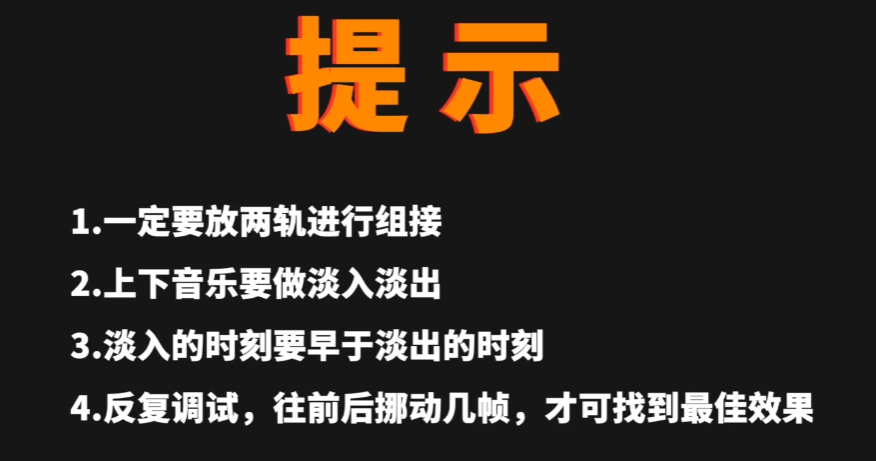 提示
1.一定要放两轨进行组接
2.上下音乐要做淡入淡出
3.淡入的时刻要早于淡出的时刻
4.反复调试，往前后挪动几帧，才可找到最佳效果